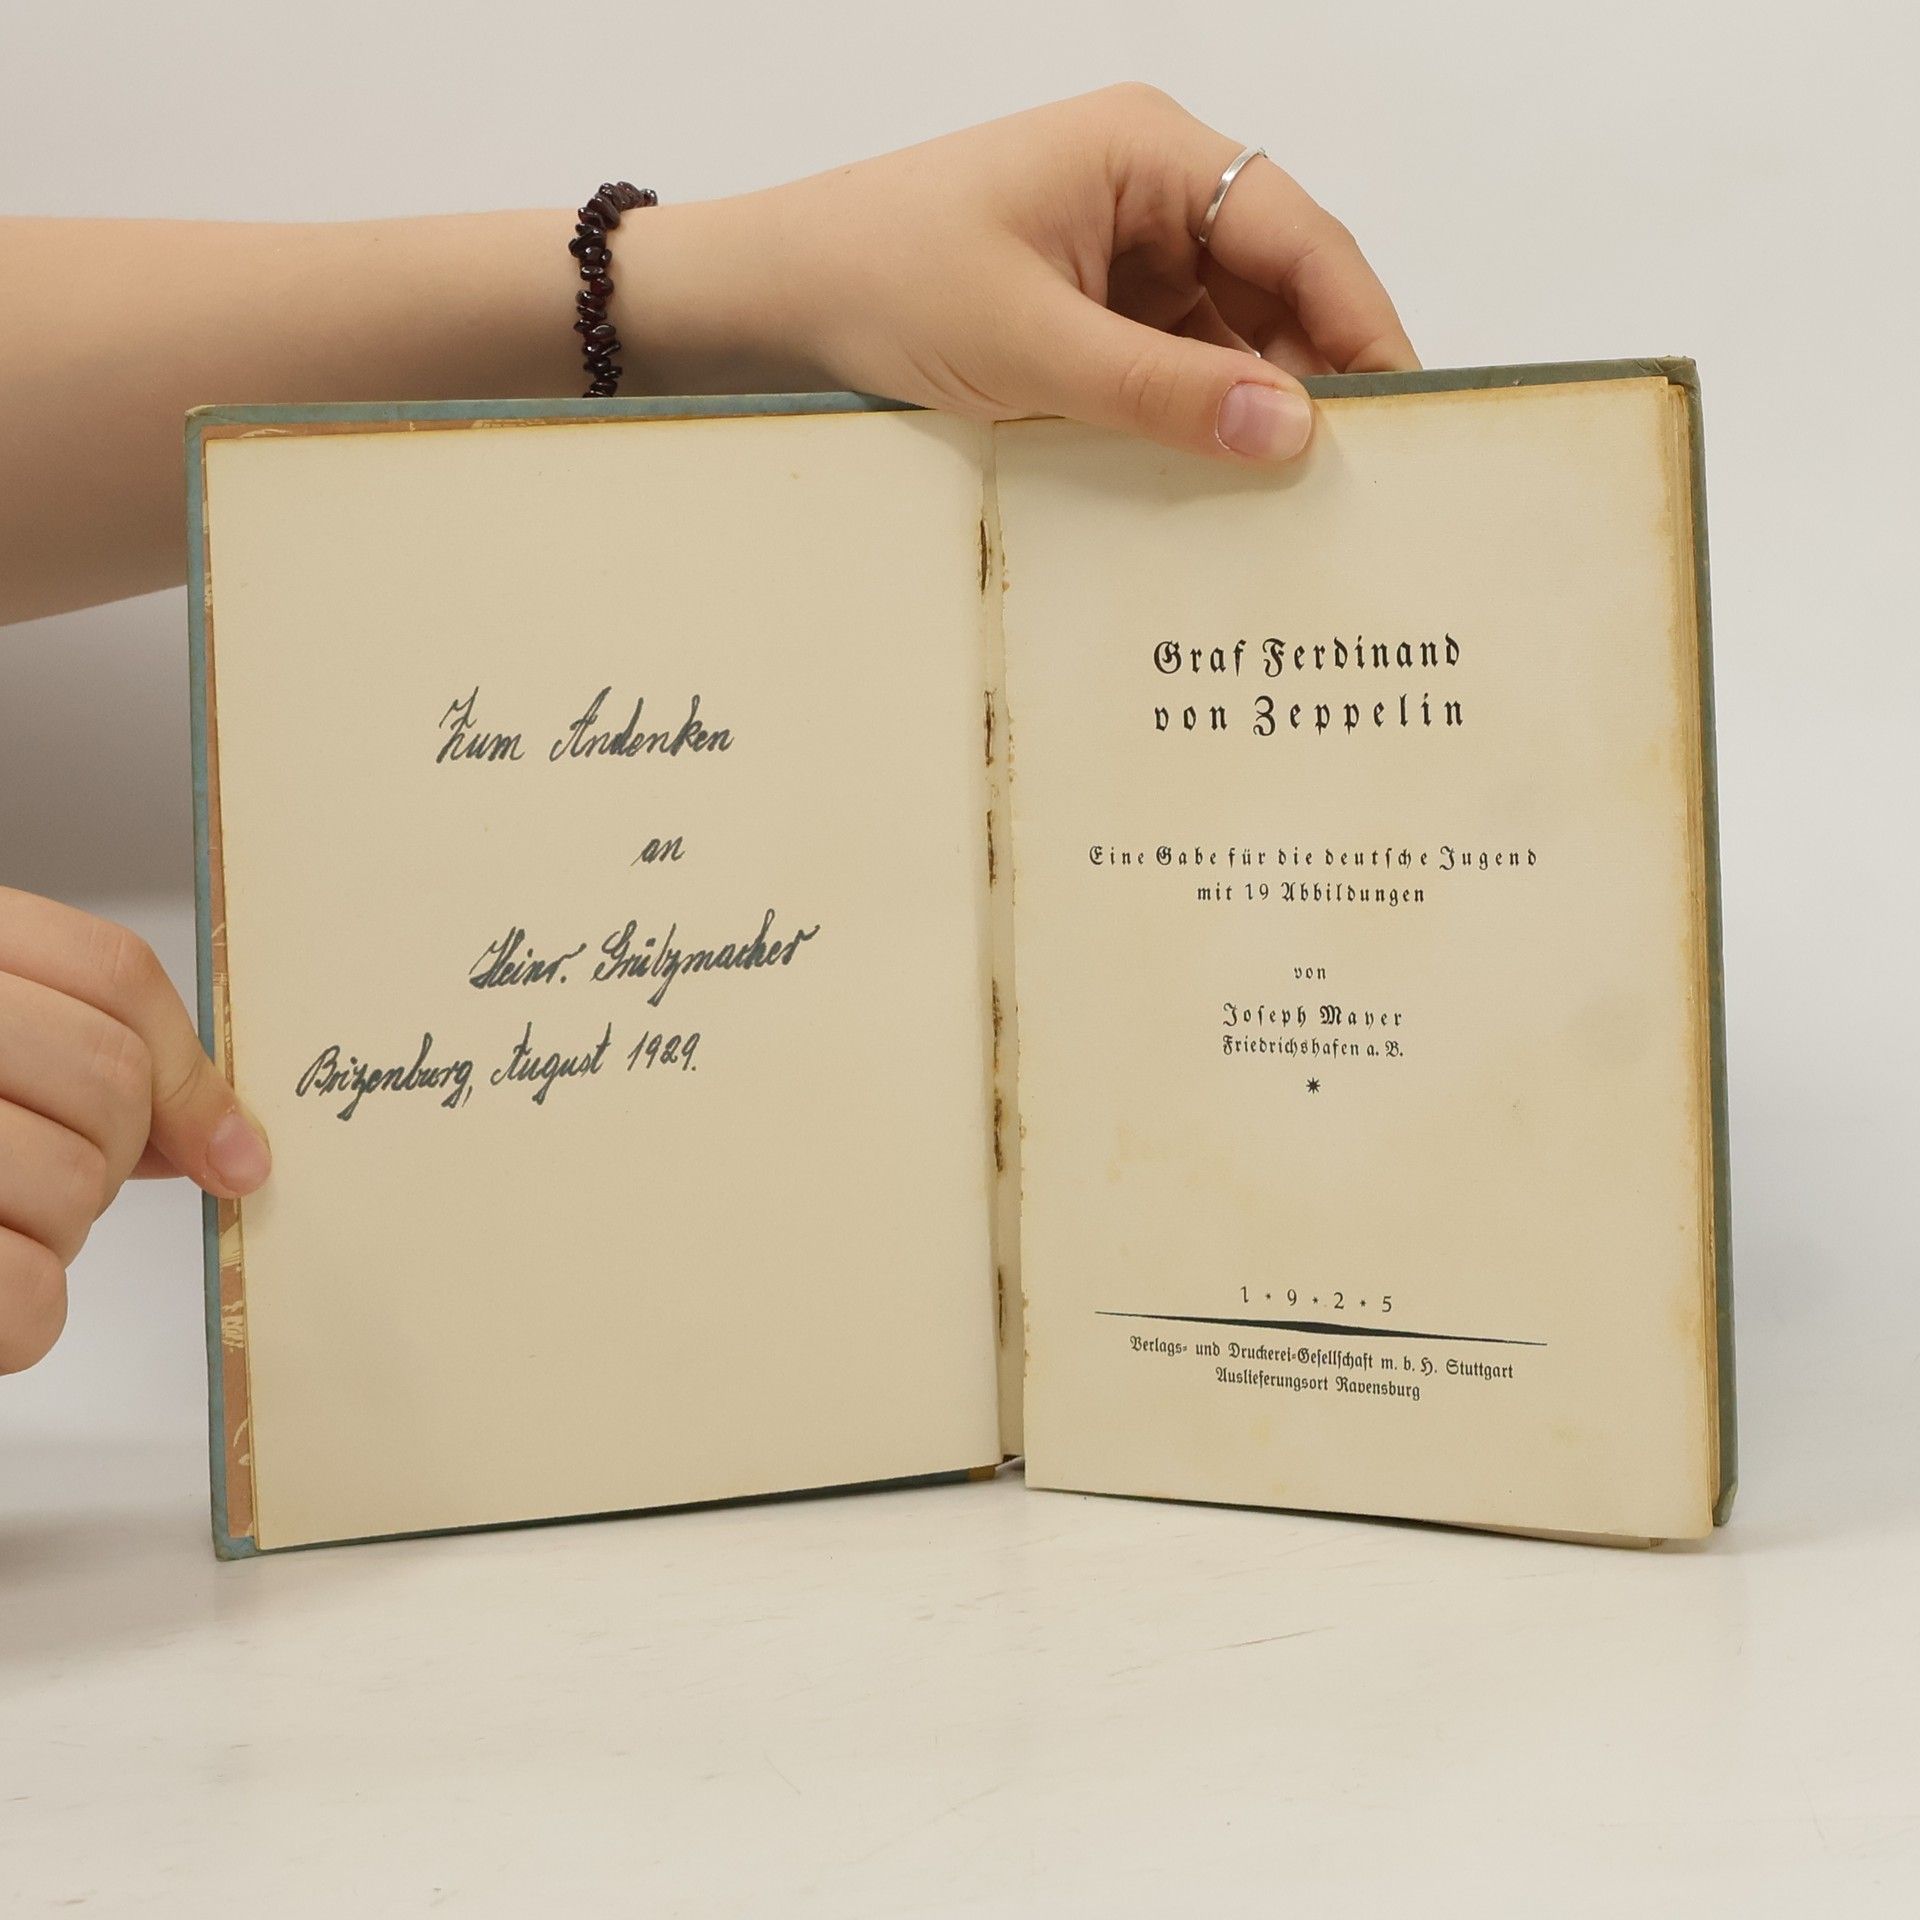 Zum Andenken
an
Heinr. Grützmacher
Brizenburg, August 1929.
Graf Ferdinand
von Zeppelin
Eine Gabe für die deutſche Jugend
mit 19 Abbildungen
von
Joſeph Mayer
Friedrichshafen a. B.
1 * 9 * 2 * 5
Verlags- und Druckerei-Geſellſchaft m. b. H. Stuttgart
Auslieferungsort Ravensburg